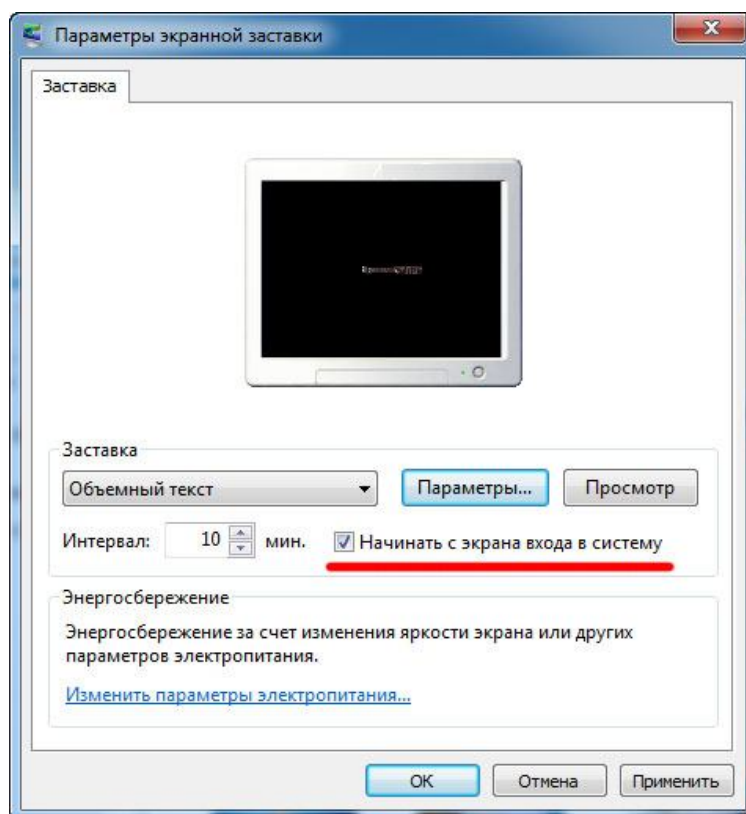 Параметры экранной заставки
Заставка
Заставка
Объемный текст
Параметры...
Просмотр
Интервал: 10 мин. Начинать с экрана входа в систему
Энергосбережение
Энергосбережение за счет изменения яркости экрана или других
параметров электропитания.
Изменить параметры электропитания...
ОК Отмена Применить